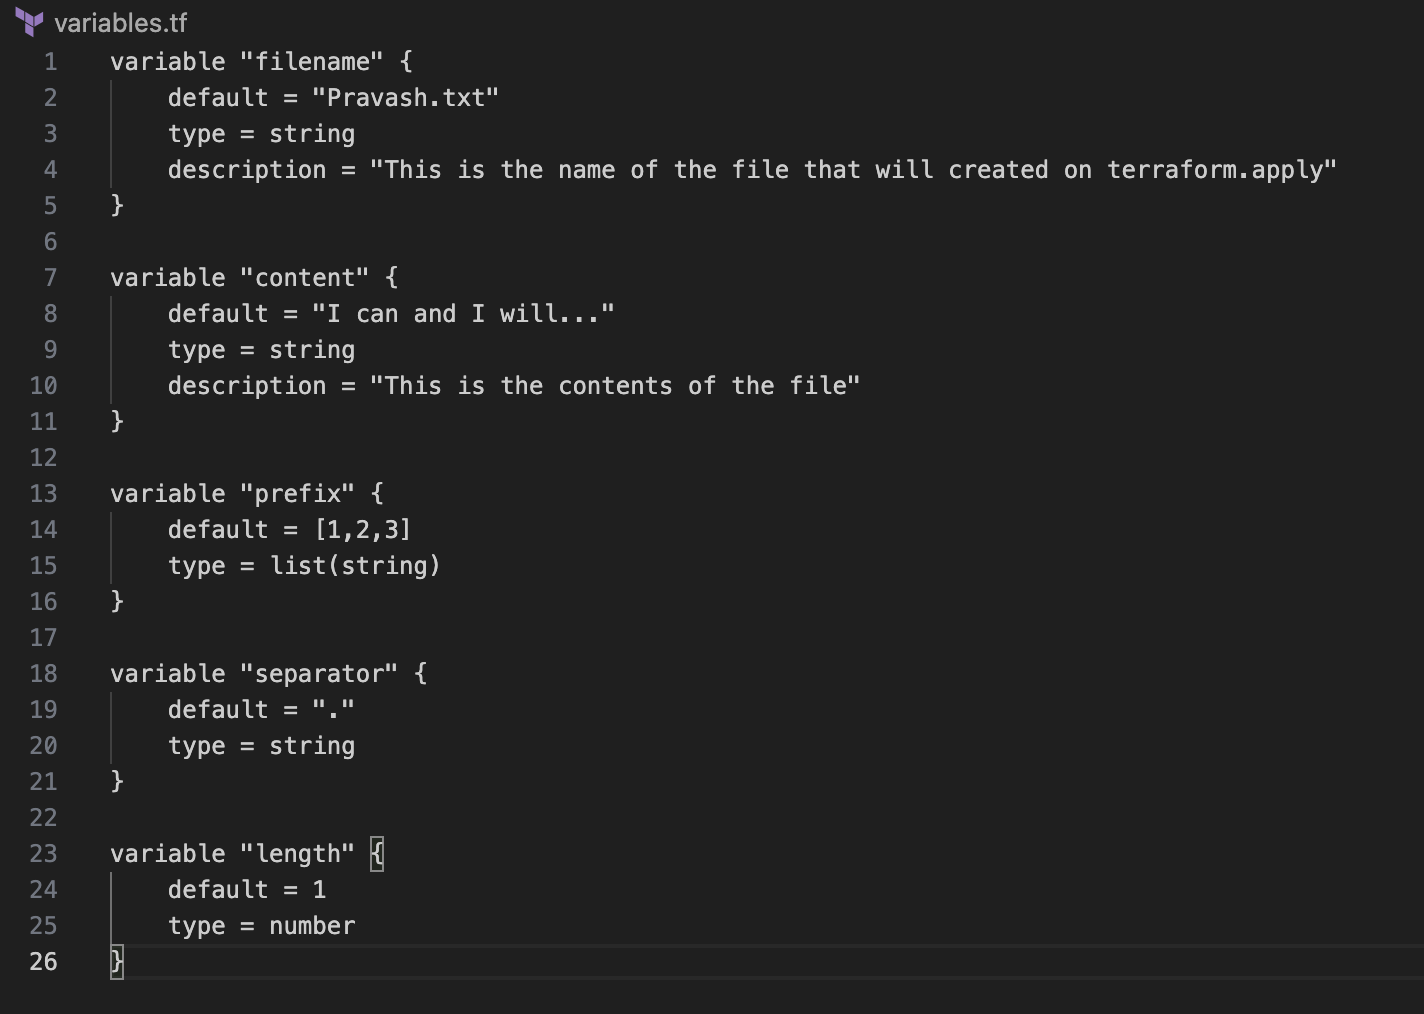 variables.tf
1 variable "filename" {
2 default = "Pravash.txt"
3 type = string
4 description = "This is the name of the file that will created on terraform.apply"
5 }
6
7 variable "content" {
8 default = "I can and I will..."
9 type = string
10 description = "This is the contents of the file"
11 }
12
13 variable "prefix" {
14 default = [1,2,3]
15 type = list(string)
16 }
17
18 variable "separator" {
19 default = "."
20 type = string
21 }
22
23 variable "length" {
24 default = 1
25 type = number
26 }